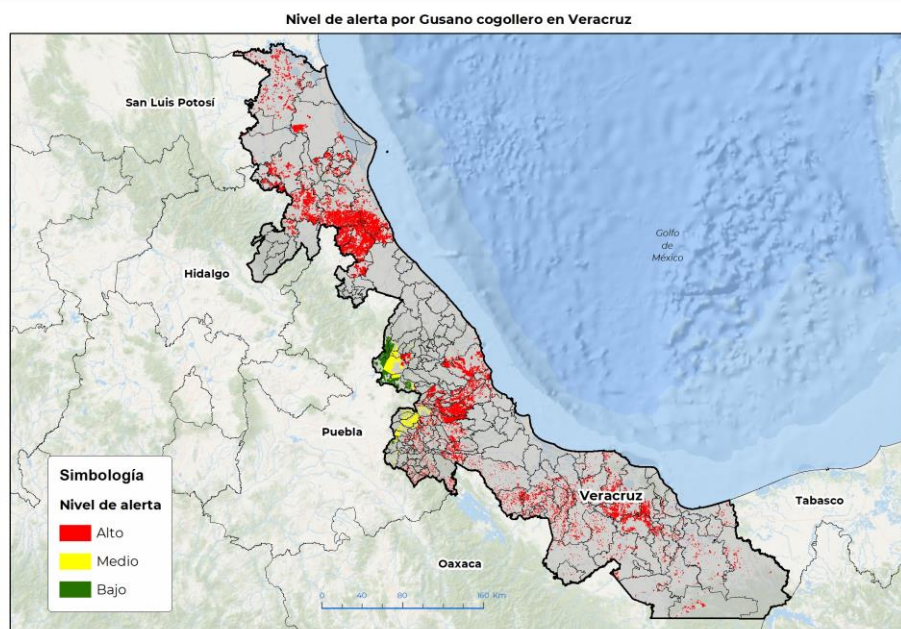 Nivel de alerta por Gusano cogollero en Veracruz
San Luis Potosí
Golfo
de
México
Hidalgo
Puebla
Simbología
Nivel de alerta
Alto
Medio
Bajo
Veracruz
Tabasco
Oaxaca
0 40 80 160 Km